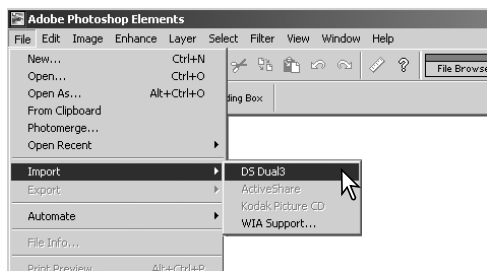 Adobe Photoshop Elements
File Edit Image Enhance Layer Select Filter View Window Help
New... Ctrl+N
Open... Ctrl+O
Open As... Alt+Ctrl+O
From Clipboard
Photomerge...
Open Recent
Import
Export
Automate
File Info...
Print Preview Alt+Ctrl+P
File Browse
ding Box
DS Dual3
ActiveShare
Kodak Picture CD
WIA Support...